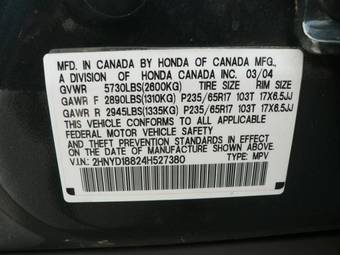 MFD. IN CANADA BY HONDA OF CANADA MFG.,
A DIVISION OF HONDA CANADA INC. 03/04
GVWR 5730LBS(2600KG) TIRE SIZE RIM SIZE
GAWR F 2890LBS(1310KG) P235/65R17 103T 17X6.5JJ
GAWR R 2945LBS(1335KG) P235/65R17 103T 17X6.5JJ
THIS VEHICLE CONFORMS TO ALL APPLICABLE
FEDERAL MOTOR VEHICLE SAFETY
AND THEFT PREVENTION STANDARDS IN EFFECT
ON THE DATE OF MANUFACTURE SHOWN ABOVE.
V.I.N: 2HNYD18824H527380 TYPE: MPV